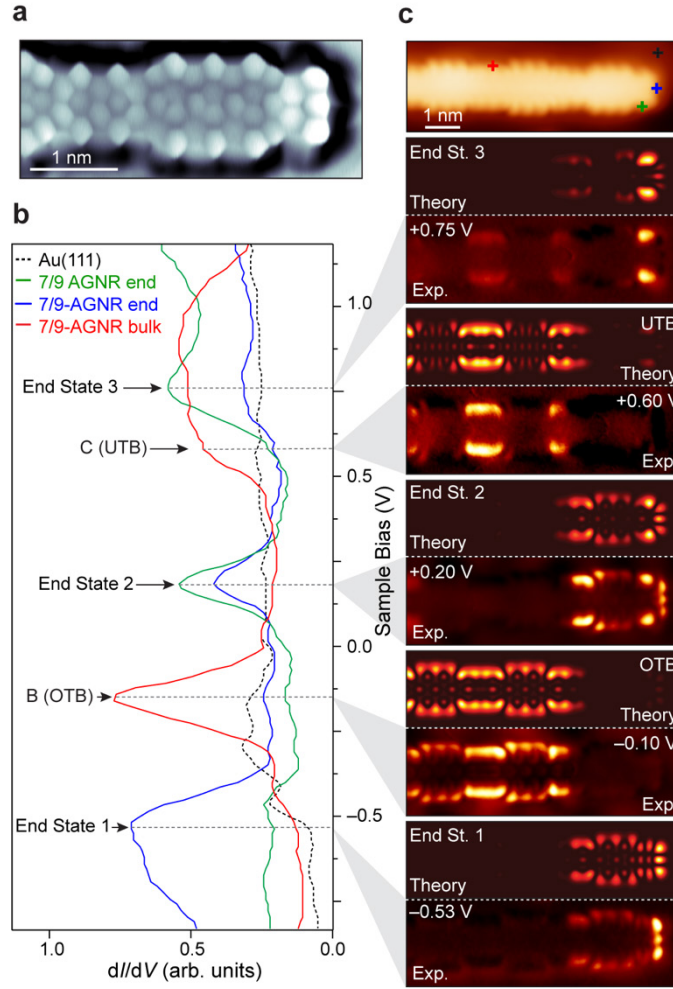 a
1 nm
b
Au(111)
7/9 AGNR end
7/9-AGNR end
7/9-AGNR bulk
End State 3
C (UTB)
End State 2
B (OTB)
End State 1
1.0
0.5
0.0
–0.5
Sample Bias (V)
1.0
0.5
0.0
dI/dV (arb. units)
c
1 nm
End St. 3
Theory
+0.75 V
Exp.
UTB
Theory
+0.60 V
Exp.
End St. 2
Theory
+0.20 V
Exp.
OTB
Theory
–0.10 V
Exp.
End St. 1
Theory
–0.53 V
Exp.